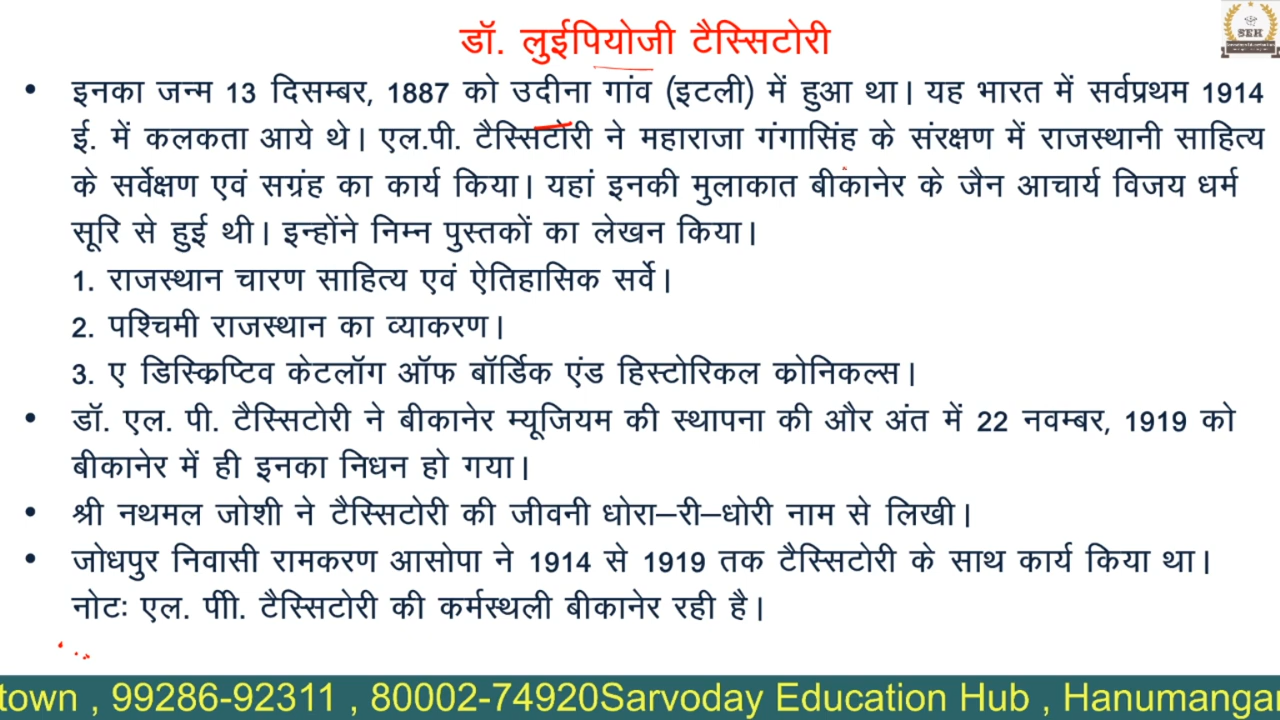 डॉ. लुईपियोजी टैस्सिटोरी
SEH
• इनका जन्म 13 दिसम्बर, 1887 को उदीना गांव (इटली) में हुआ था। यह भारत में सर्वप्रथम 1914
ई. में कलकता आये थे। एल.पी. टैस्सिटोरी ने महाराजा गंगासिंह के संरक्षण में राजस्थानी साहित्य
के सर्वेक्षण एवं सग्रंह का कार्य किया। यहां इनकी मुलाकात बीकानेर के जैन आचार्य विजय धर्म
सूरि से हुई थी। इन्होंने निम्न पुस्तकों का लेखन किया।
1. राजस्थान चारण साहित्य एवं ऐतिहासिक सर्वे।
2. पश्चिमी राजस्थान का व्याकरण।
3. ए डिस्क्रिप्टिव केटलॉग ऑफ बॉर्डिक एंड हिस्टोरिकल क्रोनिकल्स।
• डॉ. एल. पी. टैस्सिटोरी ने बीकानेर म्यूजियम की स्थापना की और अंत में 22 नवम्बर, 1919 को
बीकानेर में ही इनका निधन हो गया।
• श्री नथमल जोशी ने टैस्सिटोरी की जीवनी धोरा–री–धोरी नाम से लिखी।
• जोधपुर निवासी रामकरण आसोपा ने 1914 से 1919 तक टैस्सिटोरी के साथ कार्य किया था।
नोटः एल. पीी. टैस्सिटोरी की कर्मस्थली बीकानेर रही है।
town , 99286-92311 , 80002-74920Sarvoday Education Hub , Hanumangar